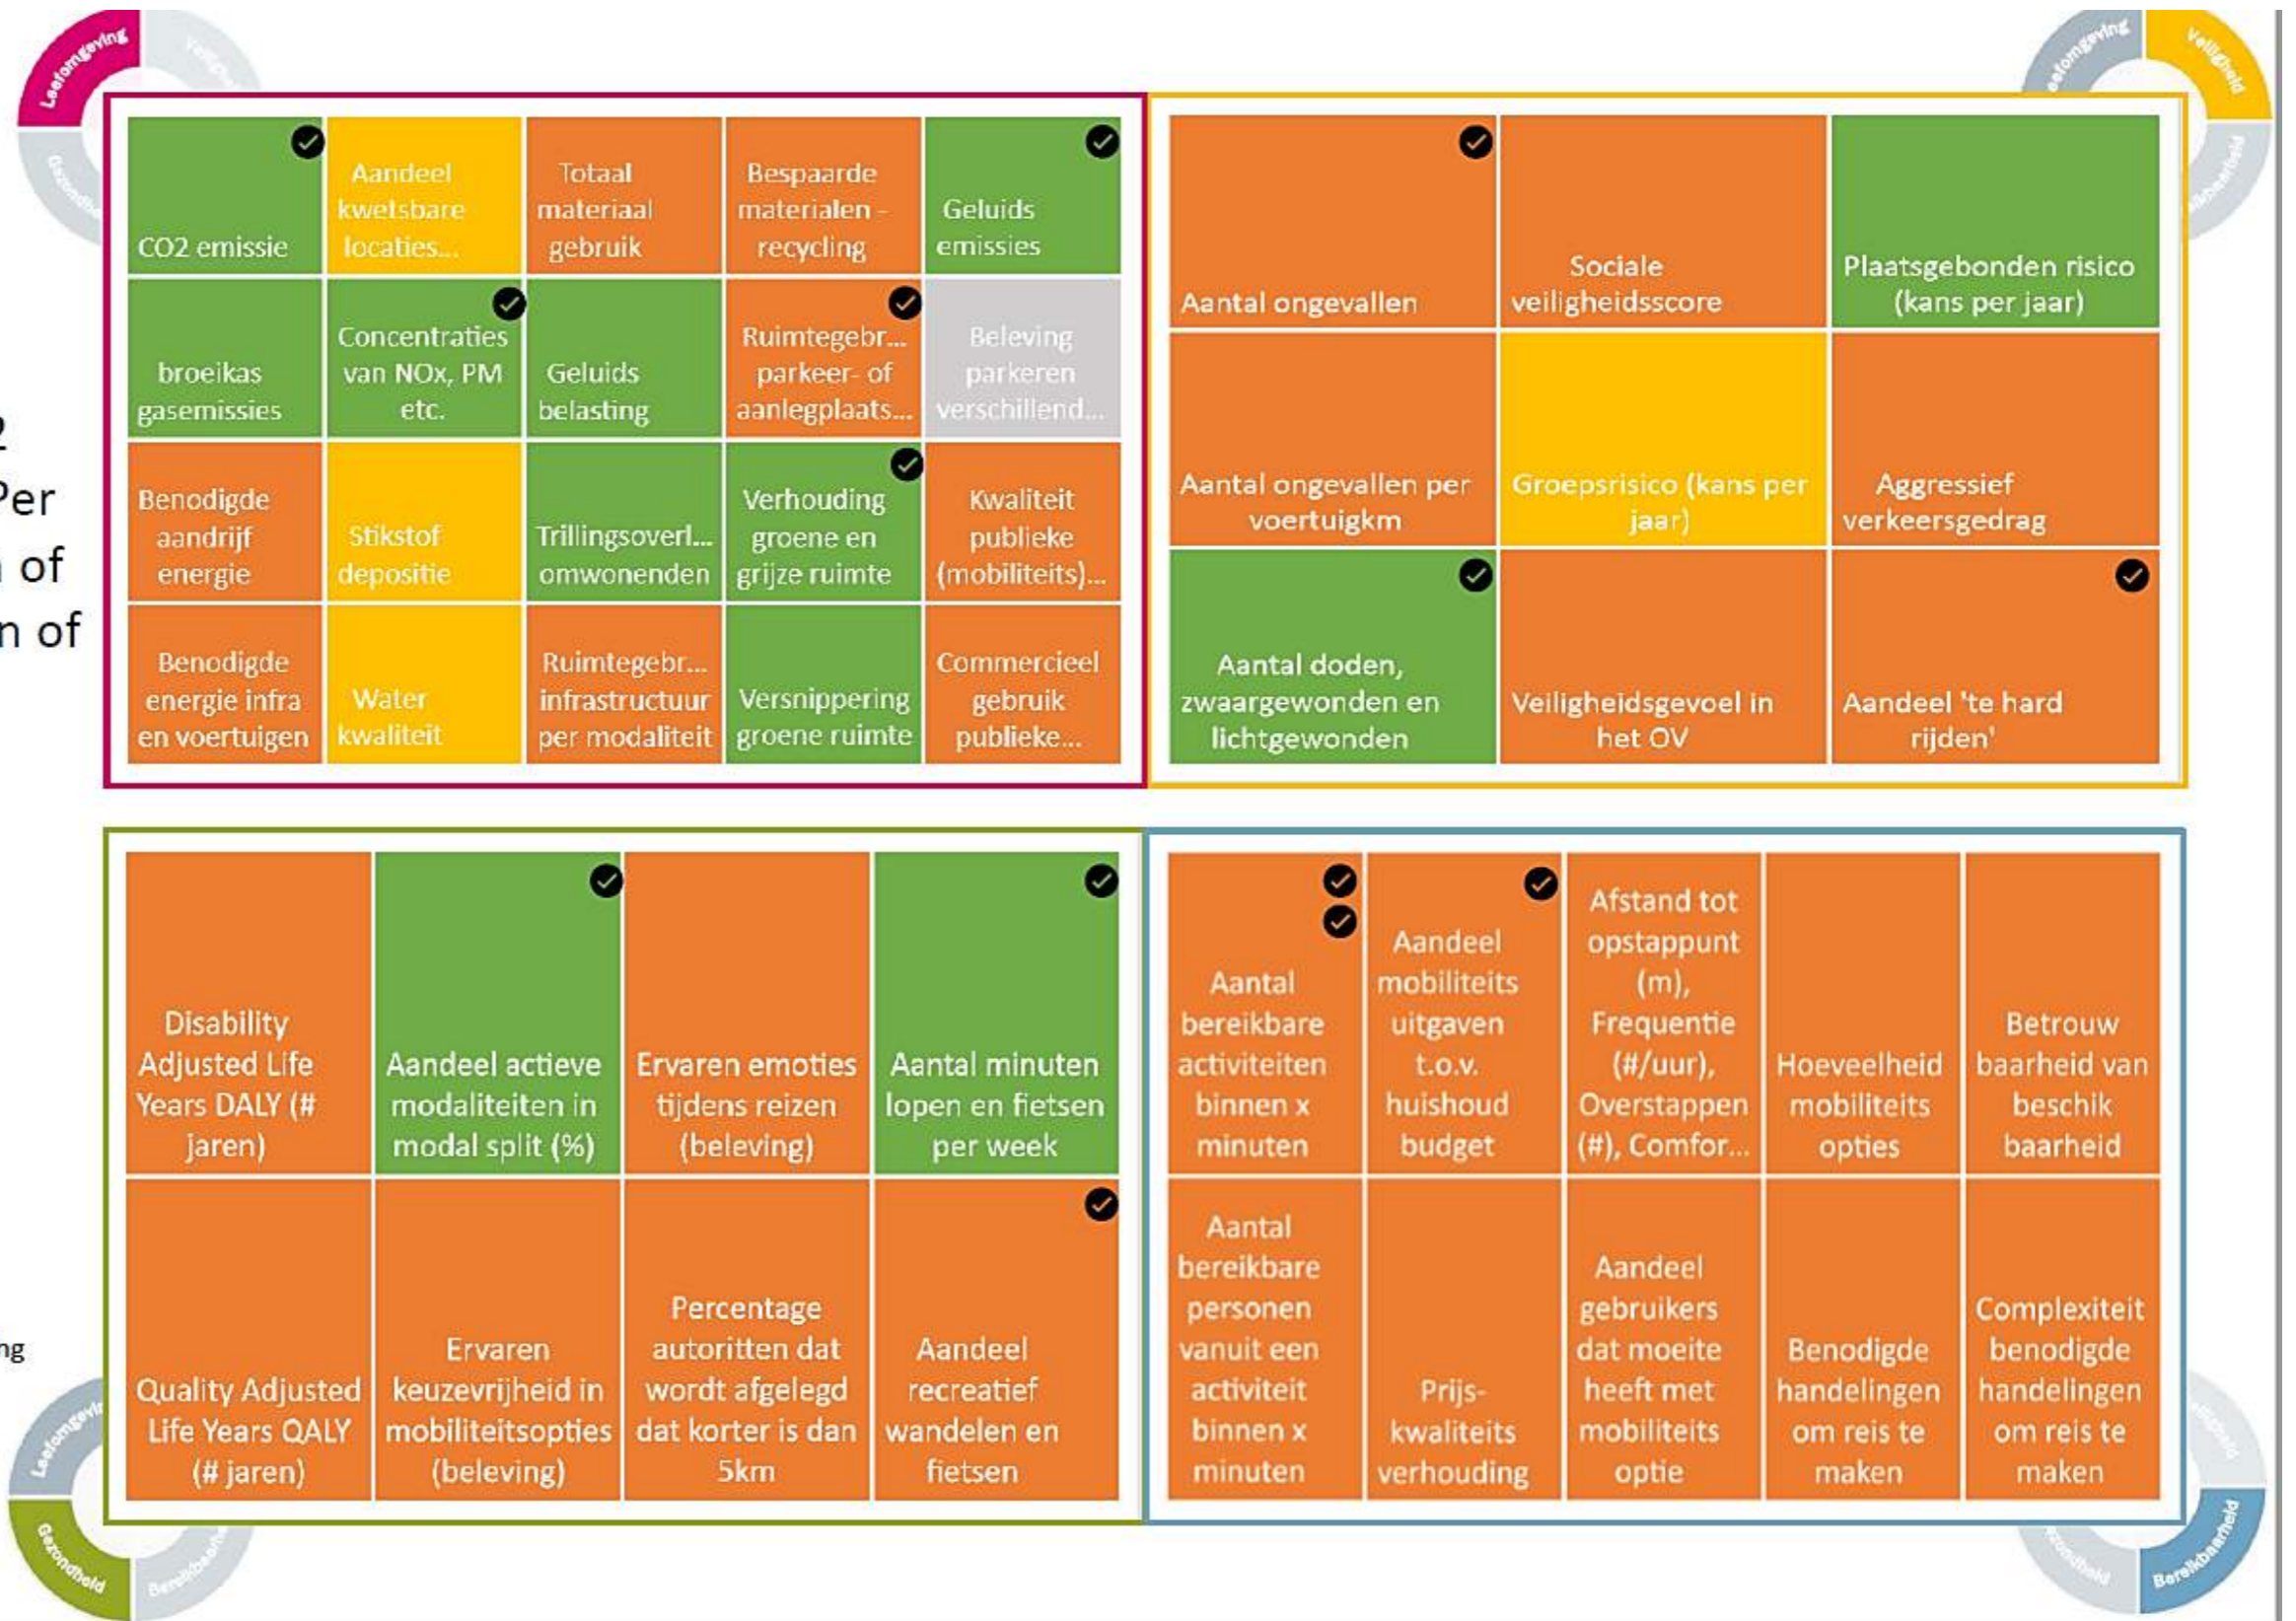 Leefomgeving
Veiligheid
CO2 emissie
Aandeel
kwetsbare
locaties...
Totaal
materiaal
gebruik
Bespaarde
materialen -
recycling
Geluids
emissies
broeikas
gasemissies
Concentraties
van NOx, PM
etc.
Geluids
belasting
Ruimtegebr...
parkeer- of
aanlegplaats...
Beleving
parkeren
verschillend...
Benodigde
aandrijf
energie
Stikstof
depositie
Trillingsoverl...
omwonenden
Verhouding
groene en
grijze ruimte
Kwaliteit
publieke
(mobiliteits)...
Benodigde
energie infra
en voertuigen
Water
kwaliteit
Ruimtegebr...
infrastructuur
per modaliteit
Versnippering
groene ruimte
Commercieel
gebruik
publieke...
2
Per
of
n of
Aantal ongevallen
Sociale
veiligheidsscore
Plaatsgebonden risico
(kans per jaar)
Aantal ongevallen per
voertuigkm
Groepsrisico (kans per
jaar)
Aggressief
verkeersgedrag
Aantal doden,
zwaargewonden en
lichtgewonden
Veiligheidsgevoel in
het OV
Aandeel 'te hard
rijden'
Disability
Adjusted Life
Years DALY (#
jaren)
Aandeel actieve
modaliteiten in
modal split (%)
Ervaren emoties
tijdens reizen
(beleving)
Aantal minuten
lopen en fietsen
per week
Quality Adjusted
Life Years QALY
(# jaren)
Ervaren
keuzevrijheid in
mobiliteitsopties
(beleving)
Percentage
autoritten dat
wordt afgelegd
dat korter is dan
5km
Aandeel
recreatief
wandelen en
fietsen
Aantal
bereikbare
activiteiten
binnen x
minuten
Aandeel
mobiliteits
uitgaven
t.o.v.
huishoud
budget
Afstand tot
opstappunt
(m),
Frequentie
(#/uur),
Overstappen
(#), Comfor...
Hoeveelheid
mobiliteits
opties
Betrouw
baarheid van
beschik
baarheid
Aantal
bereikbare
personen
vanuit een
activiteit
binnen x
minuten
Prijs-
kwaliteits
verhouding
Aandeel
gebruikers
dat moeite
heeft met
mobiliteits
optie
Benodigde
handelingen
om reis te
maken
Complexiteit
benodigde
handelingen
om reis te
maken
ng
Gezondheid
Bereikbaarheid